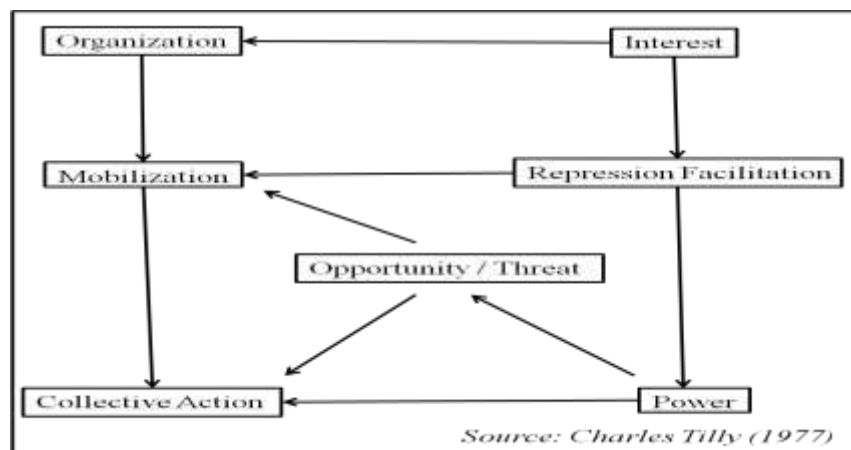 Organization
Interest
Mobilization
Repression Facilitation
Opportunity / Threat
Collective Action
Power
Source: Charles Tilly (1977)